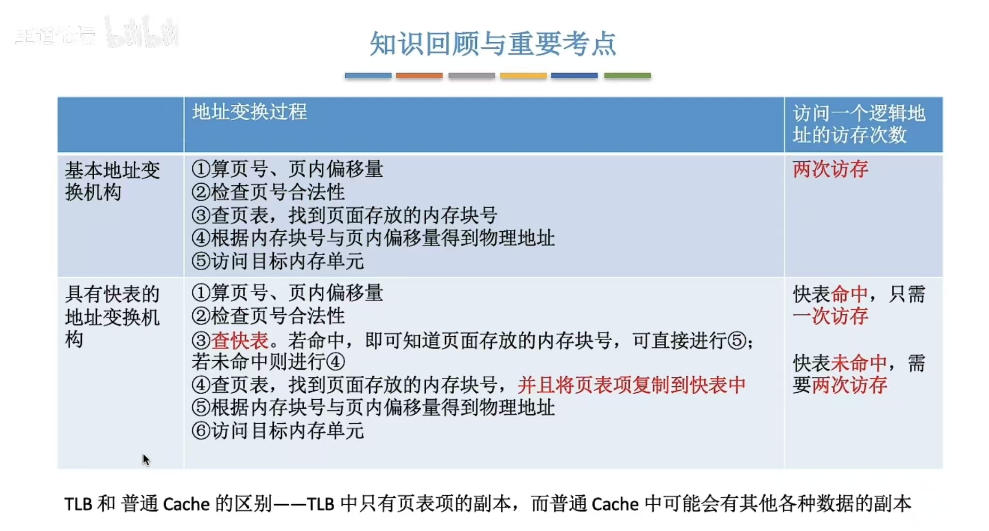 王道论坛 bilibili
知识回顾与重要考点
地址变换过程
访问一个逻辑地
址的访存次数
基本地址变
换机构
①算页号、页内偏移量
②检查页号合法性
③查页表，找到页面存放的内存块号
④根据内存块号与页内偏移量得到物理地址
⑤访问目标内存单元
两次访存
具有快表的
地址变换机
构
①算页号、页内偏移量
②检查页号合法性
③查快表。若命中，即可知道页面存放的内存块号，可直接进行⑤；
若未命中则进行④
④查页表，找到页面存放的内存块号，并且将页表项复制到快表中
⑤根据内存块号与页内偏移量得到物理地址
⑥访问目标内存单元
快表命中，只需
一次访存
快表未命中，需
要两次访存
TLB 和 普通 Cache 的区别——TLB 中只有页表项的副本，而普通 Cache 中可能会有其他各种数据的副本